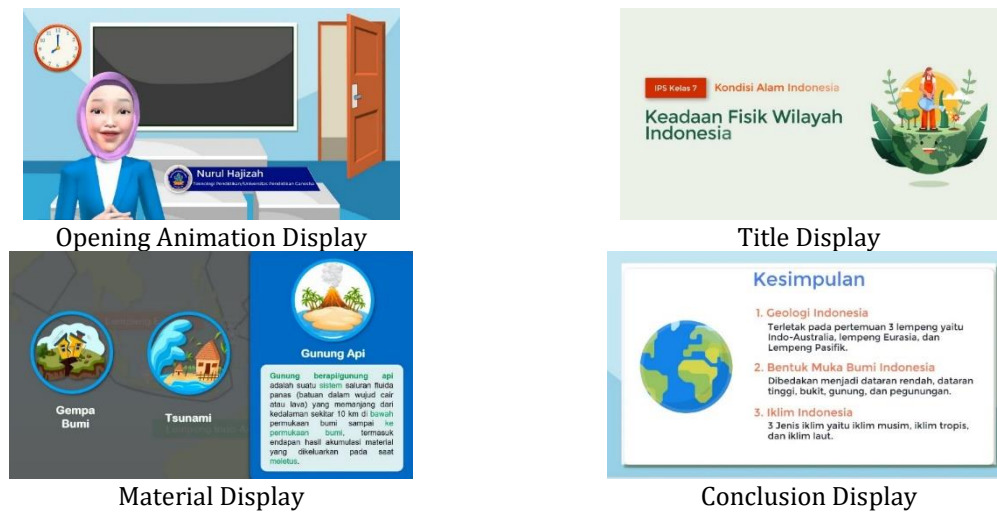 Nurul Hajizah
Teknologi Pendidikan/Universitas Pendidikan Ganesha
Opening Animation Display
IPS Kelas 7
Kondisi Alam Indonesia
Keadaan Fisik Wilayah
Indonesia
Title Display
Gempa
Bumi
Tsunami
Gunung Api
Gunung berapi/gunung api
adalah suatu sistem saluran fluida
panas (batuan dalam wujud cair
atau lava) yang memanjang dari
kedalaman sekitar 10 km di bawah
permukaan bumi sampai ke
permukaan bumi, termasuk
endapan hasil akumulasi material
yang dikeluarkan pada saat
meletus.
Material Display
Kesimpulan
1. Geologi Indonesia
Terletak pada pertemuan 3 lempeng yaitu
Indo-Australia, lempeng Eurasia, dan
Lempeng Pasifik.
2. Bentuk Muka Bumi Indonesia
Dibedakan menjadi dataran rendah, dataran
tinggi, bukit, gunung, dan pegunungan.
3. Iklim Indonesia
3 Jenis iklim yaitu iklim musim, iklim tropis,
dan iklim laut.
Conclusion Display